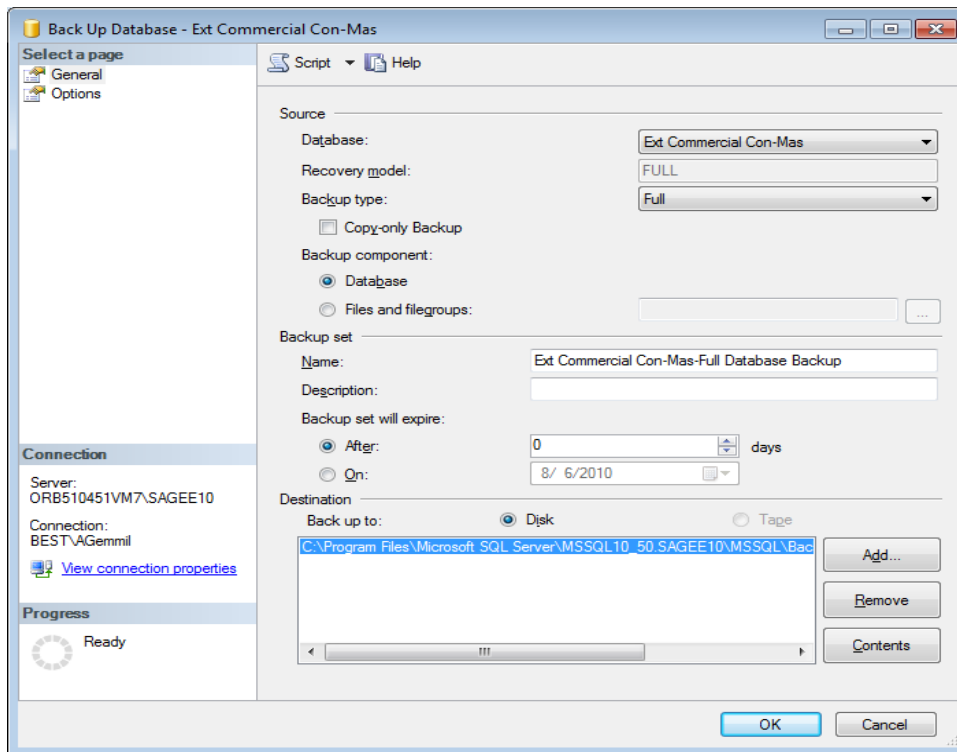 Back Up Database - Ext Commercial Con-Mas
Select a page
General
Options
Script Help
Source
Database: Ext Commercial Con-Mas
Recovery model: FULL
Backup type: Full
Copy-only Backup
Backup component:
Database
Files and filegroups: ...
Backup set
Name: Ext Commercial Con-Mas-Full Database Backup
Description:
Backup set will expire:
After: 0 days
On: 8/ 6/2010
Destination
Back up to: Disk Tape
C:\Program Files\Microsoft SQL Server\MSSQL10_50.SAGEE10\MSSQL\Bac
Add...
Remove
Contents
Connection
Server:
ORB510451VM7\SAGEE10
Connection:
BEST\AGemmil
View connection properties
Progress
Ready
OK Cancel